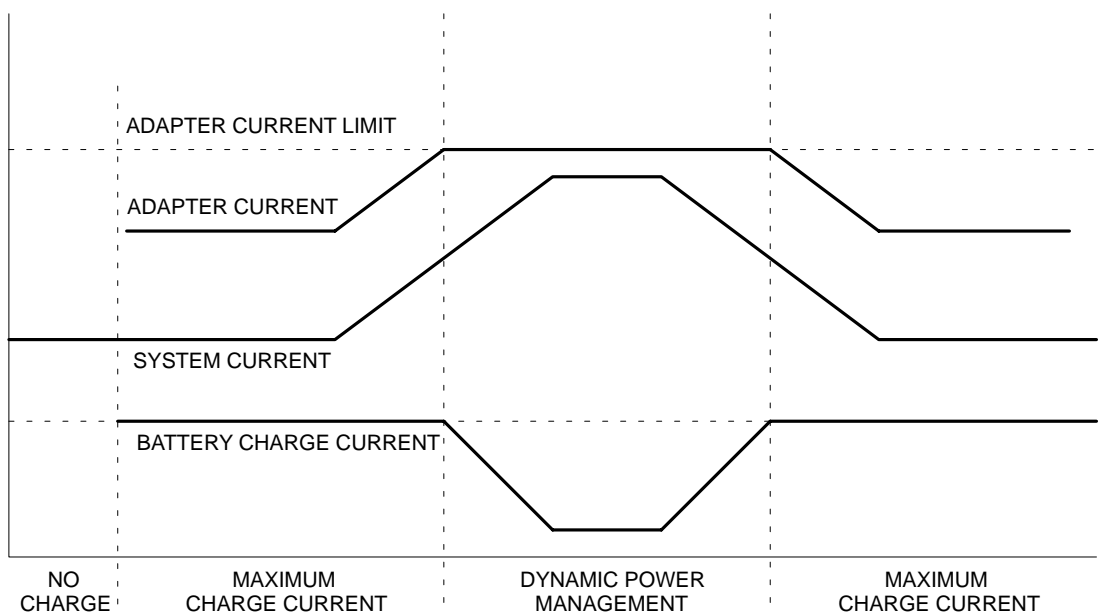 ADAPTER CURRENT LIMIT
ADAPTER CURRENT
SYSTEM CURRENT
BATTERY CHARGE CURRENT
NO
CHARGE
MAXIMUM
CHARGE CURRENT
DYNAMIC POWER
MANAGEMENT
MAXIMUM
CHARGE CURRENT